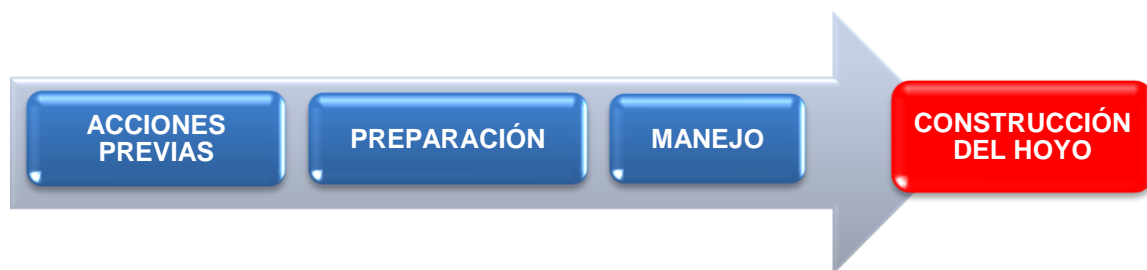 ACCIONES
PREVIAS
PREPARACIÓN
MANEJO
CONSTRUCCIÓN
DEL HOYO